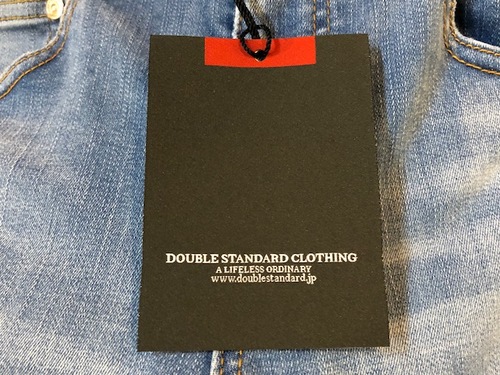 DOUBLE STANDARD CLOTHING
A LIFELESS ORDINARY
www.doublestandard.jp